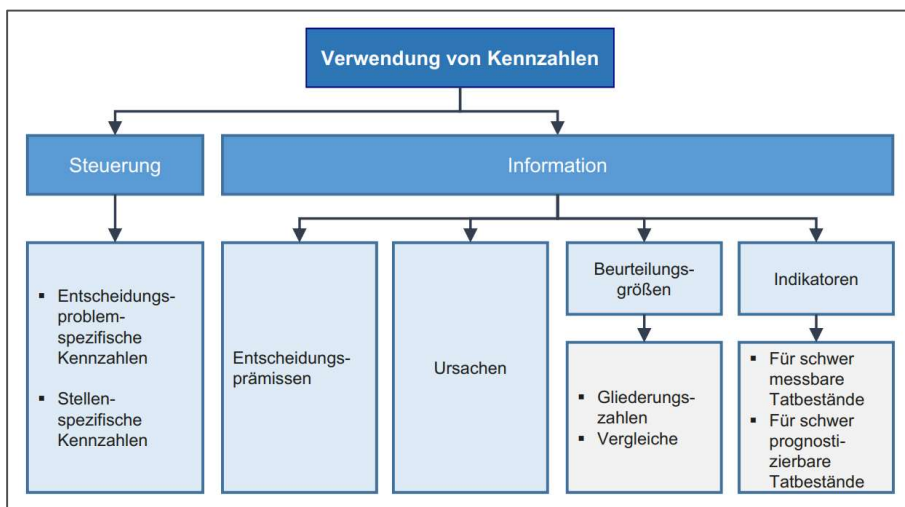 Verwendung von Kennzahlen
Steuerung
Information
▪ Entscheidungs-
problem-
spezifische
Kennzahlen
▪ Stellen-
spezifische
Kennzahlen
Entscheidungs-
prämissen
Ursachen
Beurteilungs-
größen
▪ Gliederungs-
zahlen
▪ Vergleiche
Indikatoren
▪ Für schwer
messbare
Tatbestände
▪ Für schwer
prognosti-
zierbare
Tatbestände